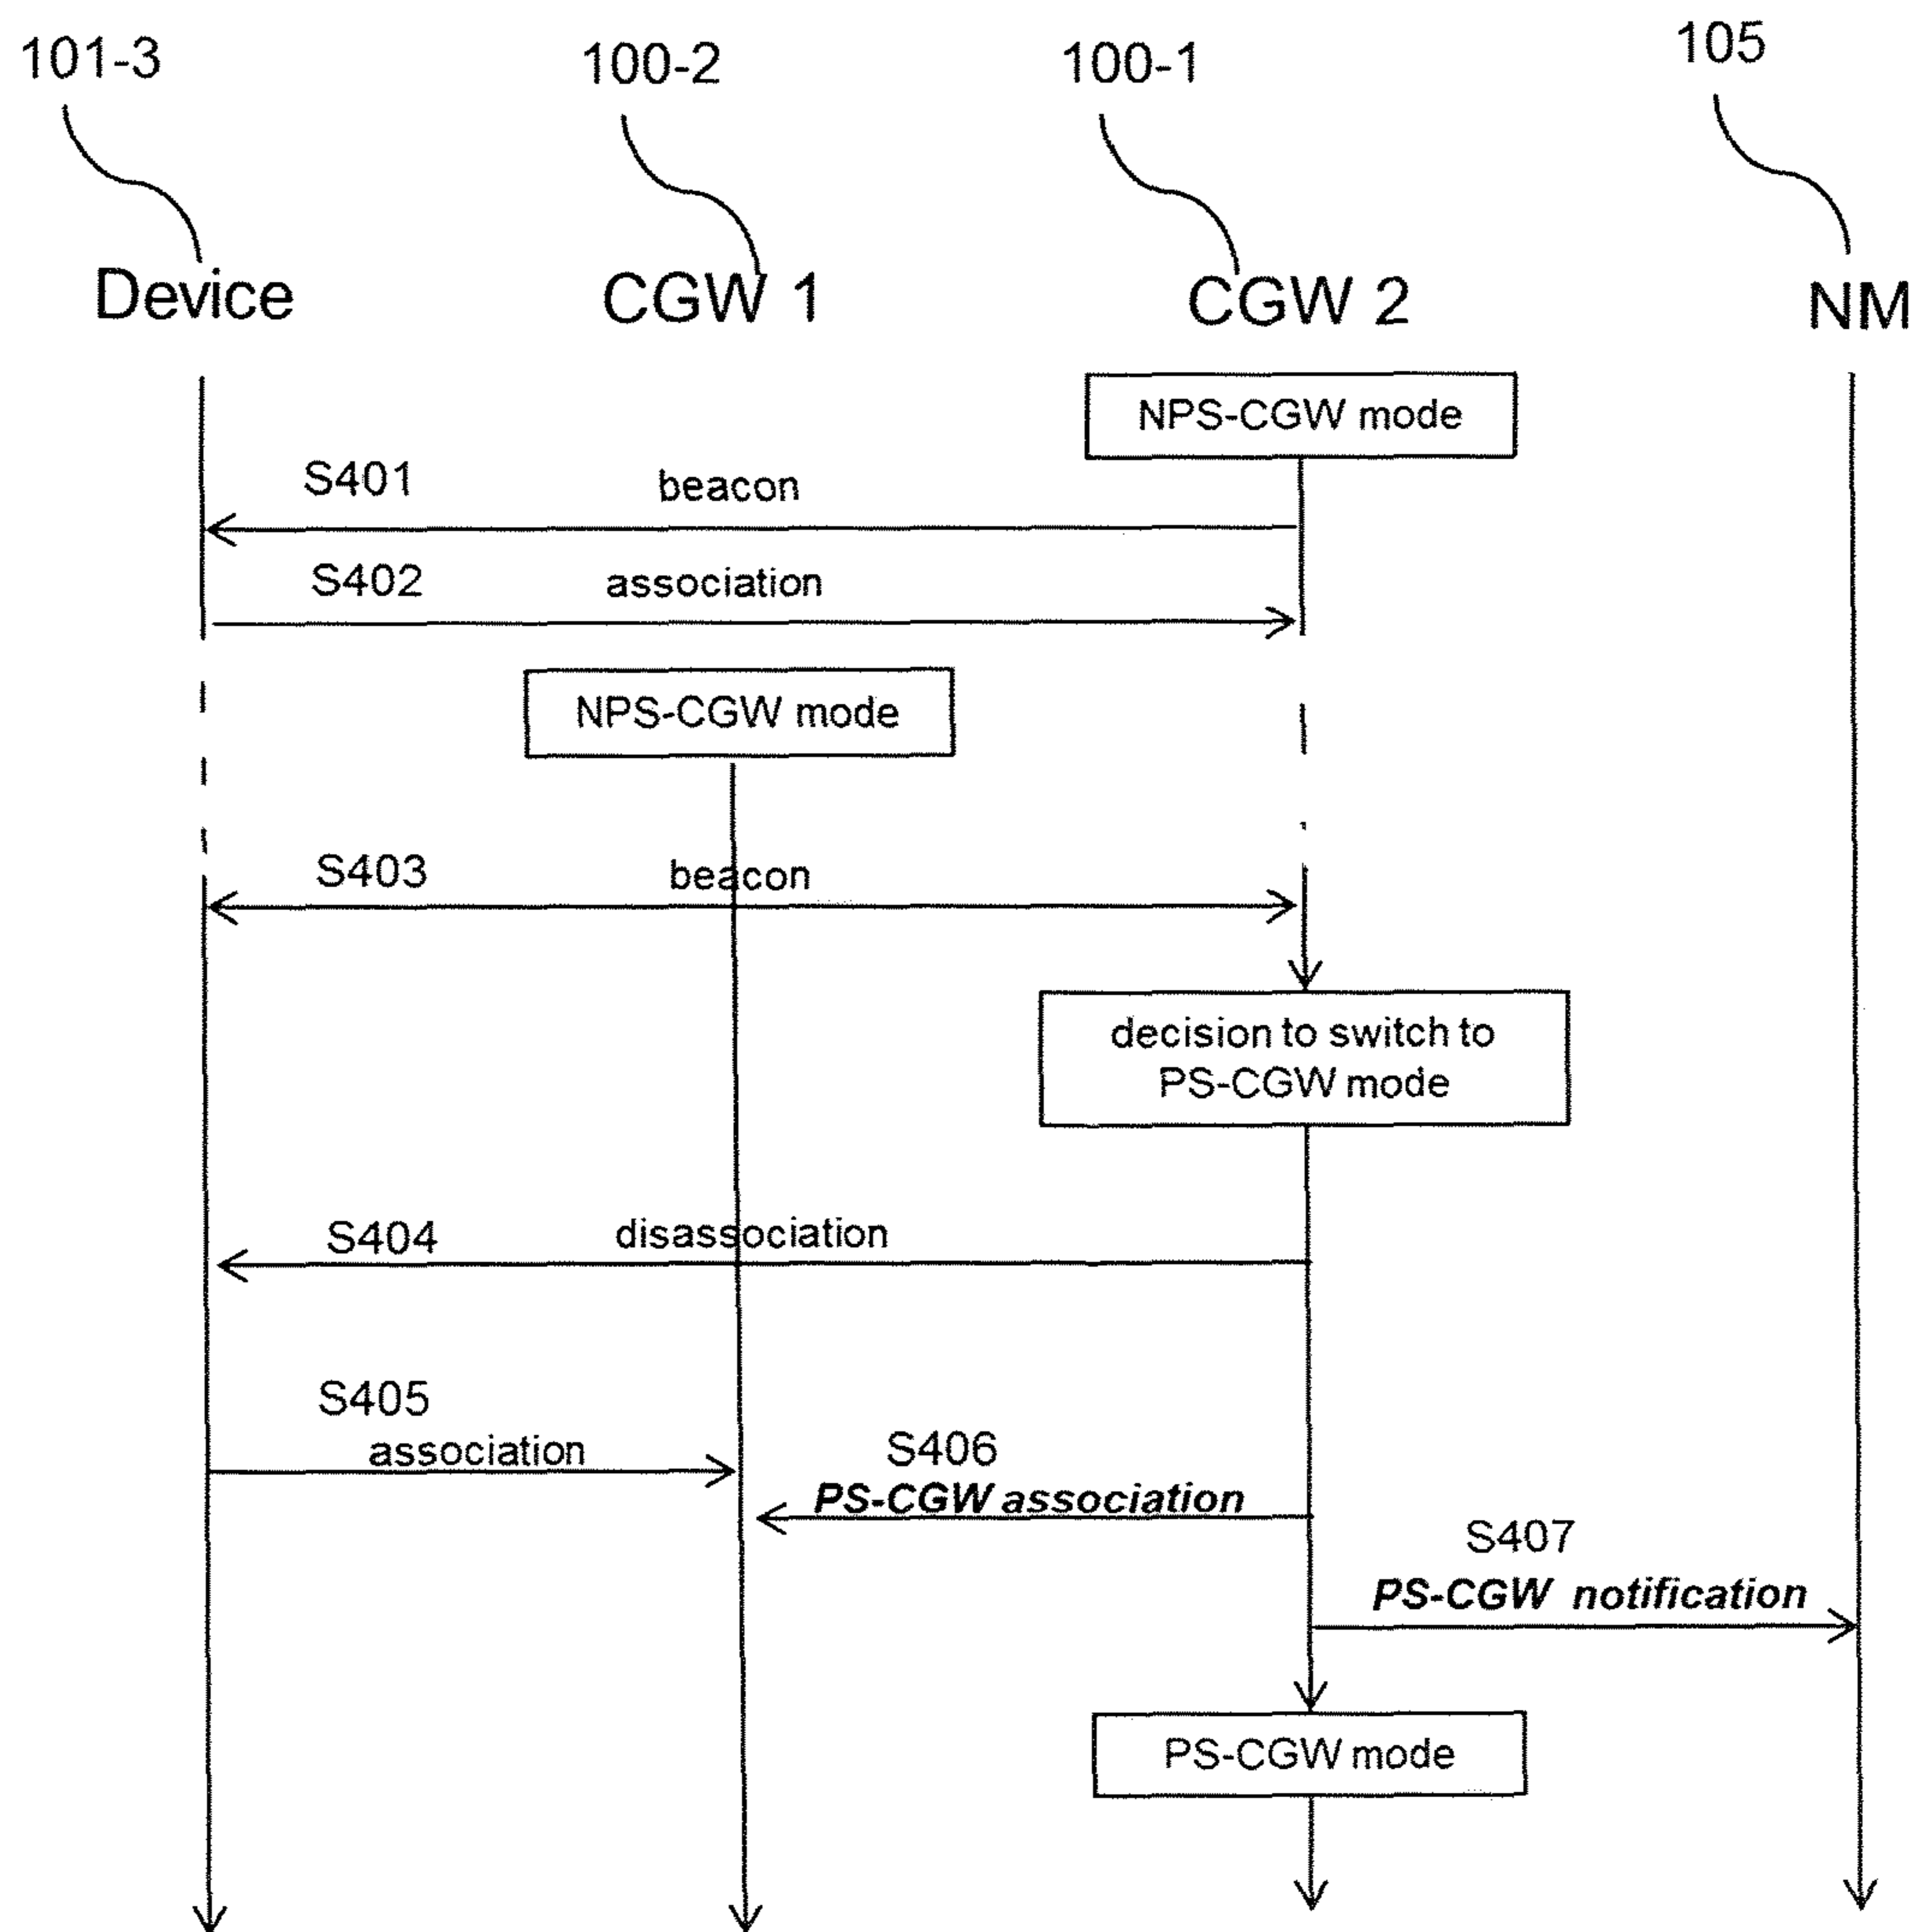 101-3
100-2
100-1
105
Device
CGW 1
CGW 2
NM
NPS-CGW mode
S401
beacon
S402
association
NPS-CGW mode
S403
beacon
decision to switch to
PS-CGW mode
S404
disassociation
S405
association
S406
PS-CGW association
S407
PS-CGW notification
PS-CGW mode